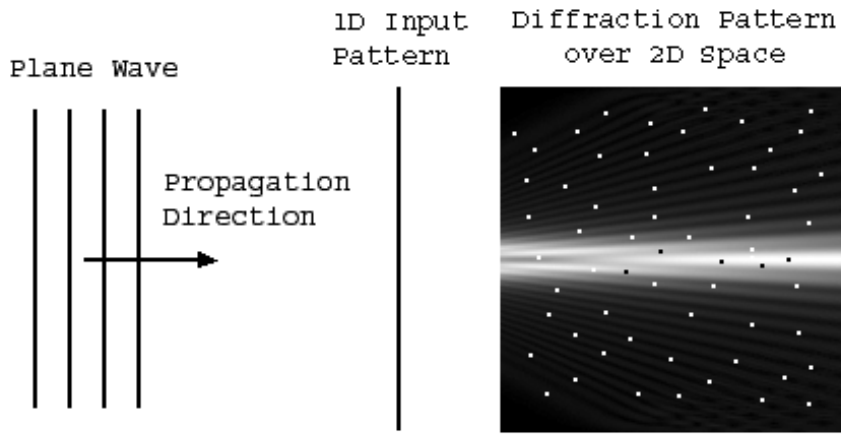 Plane Wave
Propagation
Direction
1D Input
Pattern
Diffraction Pattern
over 2D Space